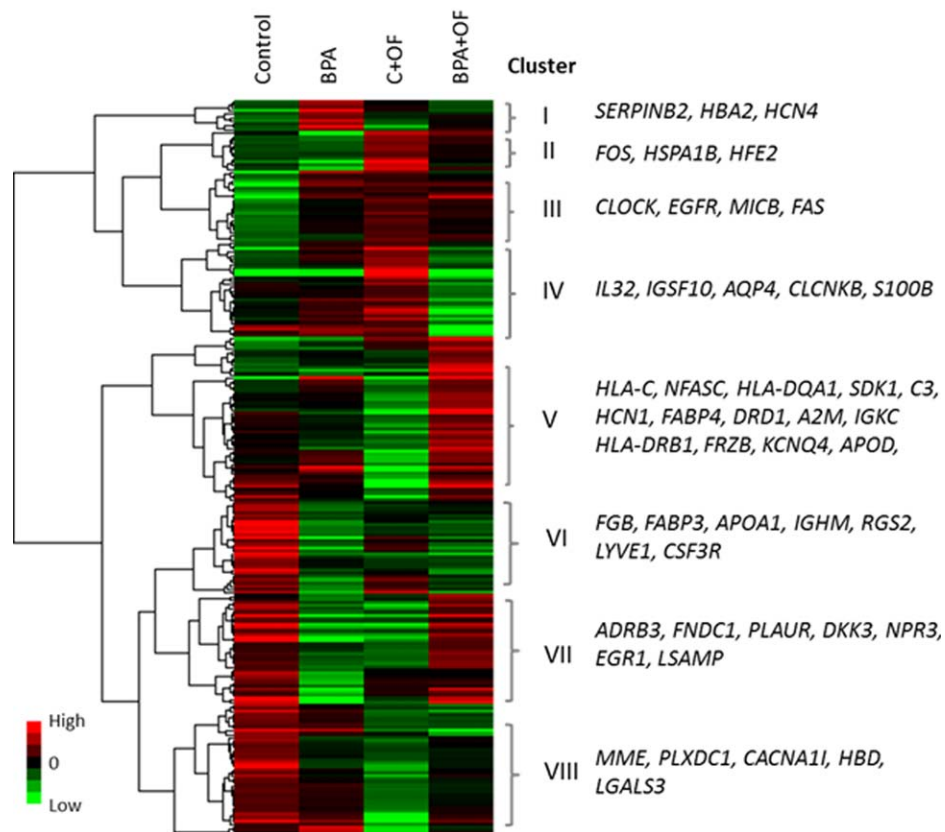 Control
BPA
C+OF
BPA+OF
Cluster
I
SERPINB2, HBA2, HCN4
II
FOS, HSPA1B, HFE2
III
CLOCK, EGFR, MICB, FAS
IV
IL32, IGSF10, AQP4, CLCNKB, S100B
V
HLA-C, NFASC, HLA-DQA1, SDK1, C3,
HCN1, FABP4, DRD1, A2M, IGKC
HLA-DRB1, FRZB, KCNQ4, APOD,
VI
FGB, FABP3, APOA1, IGHM, RGS2,
LYVE1, CSF3R
VII
ADRB3, FNDC1, PLAUR, DKK3, NPR3,
EGR1, LSAMP
VIII
MME, PLXDC1, CACNA1I, HBD,
LGALS3
High
0
Low